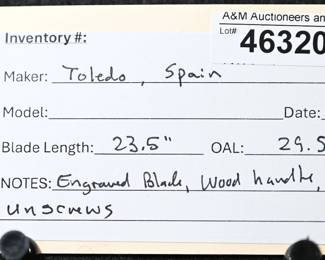 A&M Auctioneers an
Inventory #:
Lot# 46320
Maker: Toledo, Spain
Model: Date:
Blade Length: 23.5" OAL: 29.5
NOTES: Engraved Blade, Wood handle,
unscrews